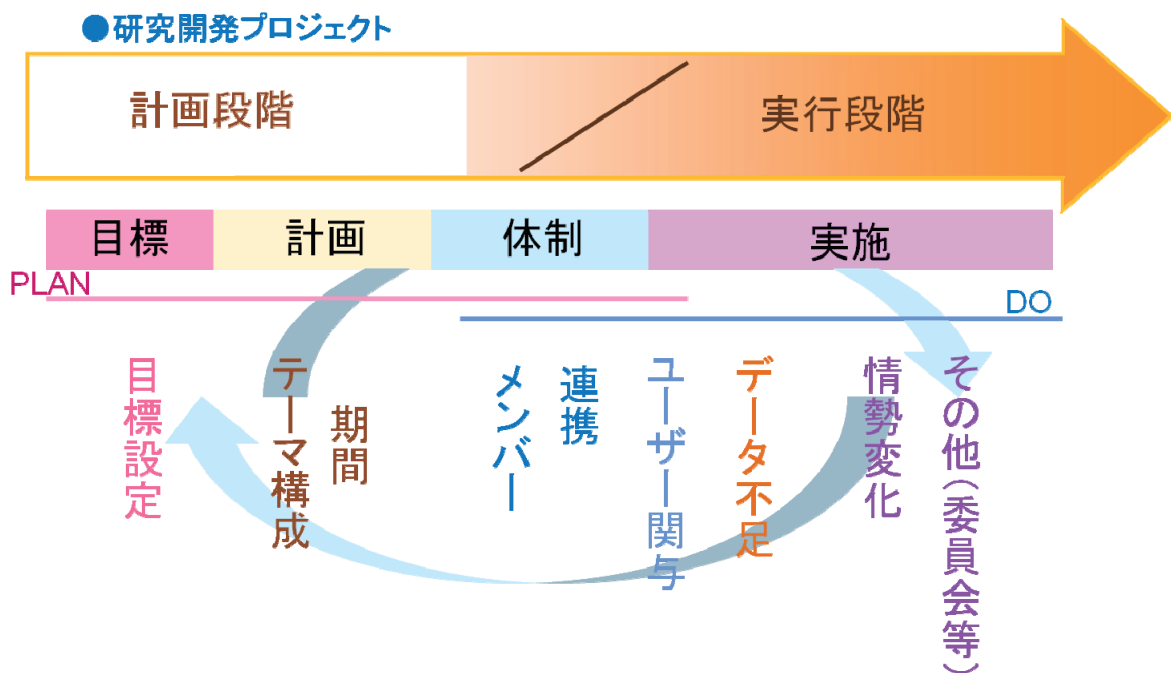 ●研究開発プロジェクト
計画段階
実行段階
目標
計画
体制
実施
PLAN
DO
目標設定
テーマ構成
期間
メンバー
連携
ユーザー関与
データ不足
情勢変化
その他(委員会等)